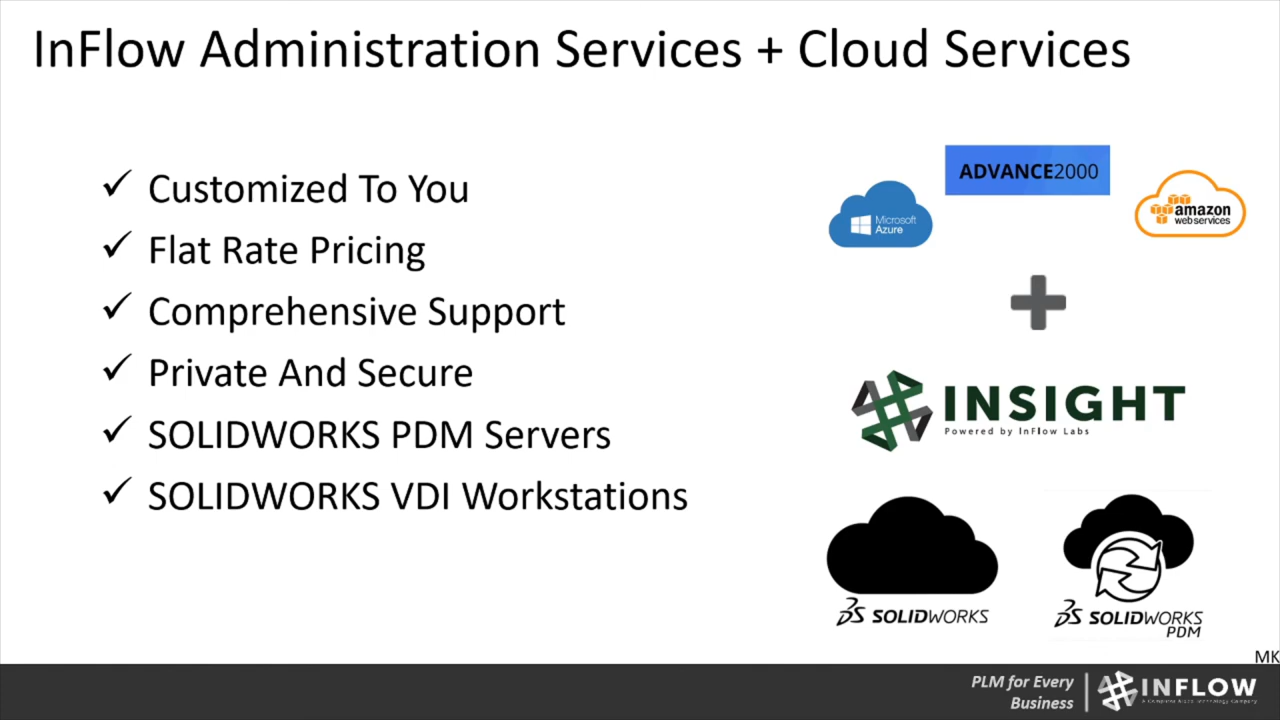 InFlow Administration Services + Cloud Services
✓ Customized To You
✓ Flat Rate Pricing
✓ Comprehensive Support
✓ Private And Secure
✓ SOLIDWORKS PDM Servers
✓ SOLIDWORKS VDI Workstations
ADVANCE2000
Microsoft
Azure
amazon
webservices
INSIGHT
Powered by InFlow Labs
SOLIDWORKS
SOLIDWORKS
PDM
MK
PLM for Every
Business
INFLOW